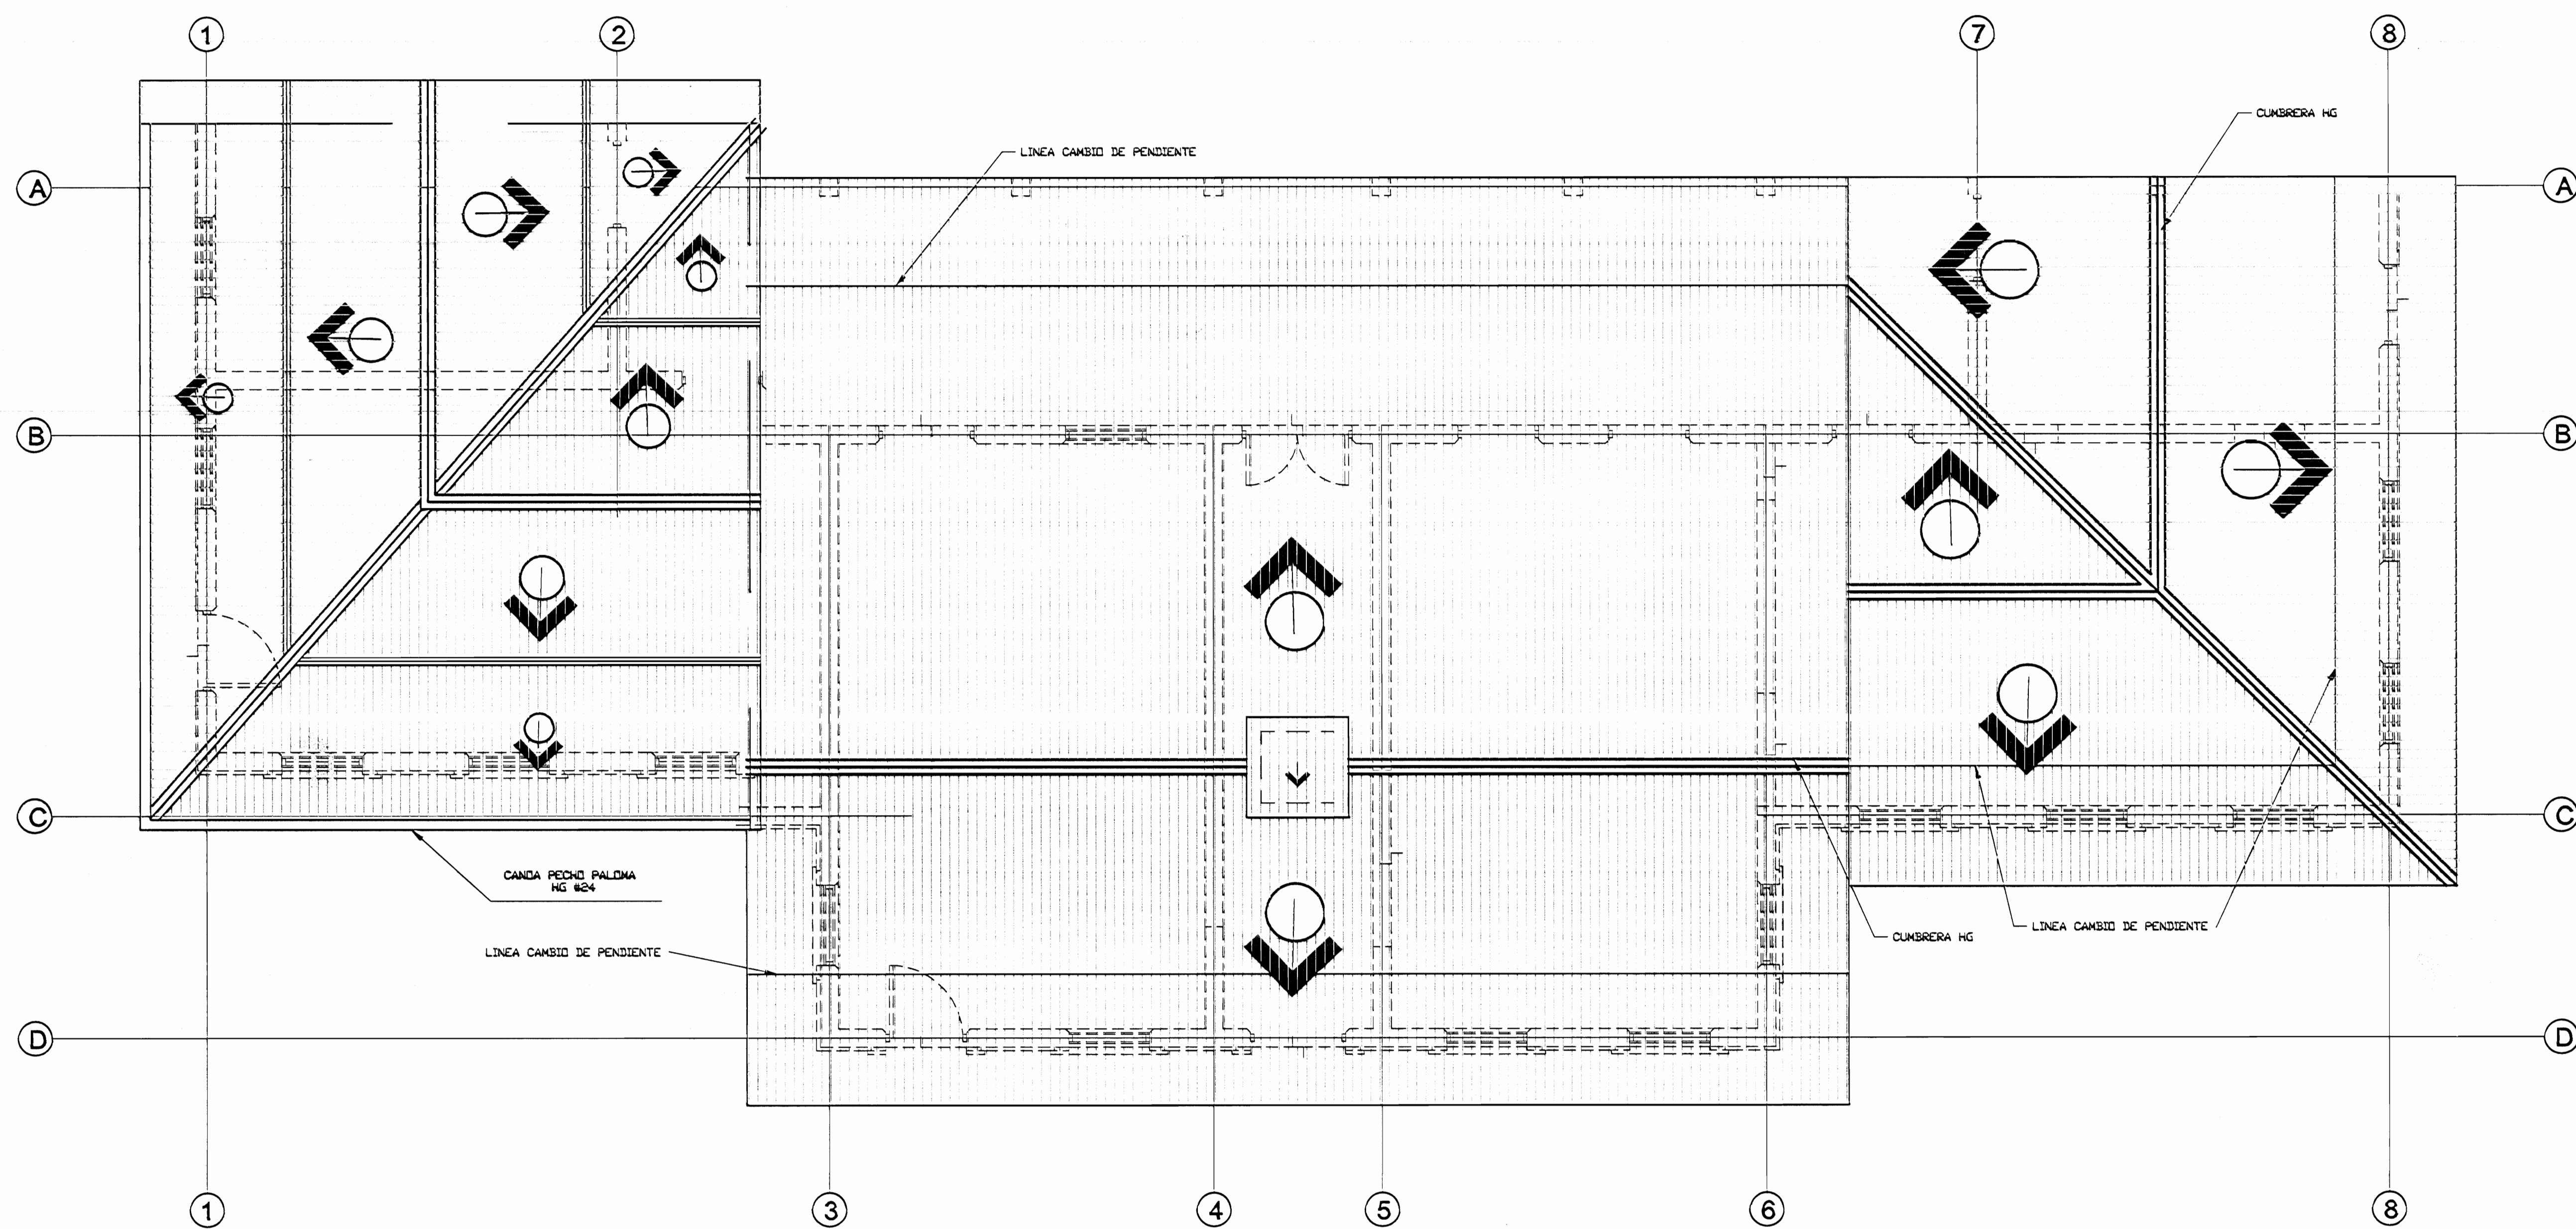 1
2
7
8
CUMBRERA HG
LINEA CAMBIO DE PENDIENTE
A
A
B
B
C
C
CANOA PECHO PALOMA
HG #24
LINEA CAMBIO DE PENDIENTE
CUMBRERA HG
LINEA CAMBIO DE PENDIENTE
D
D
1
3
4
5
6
8